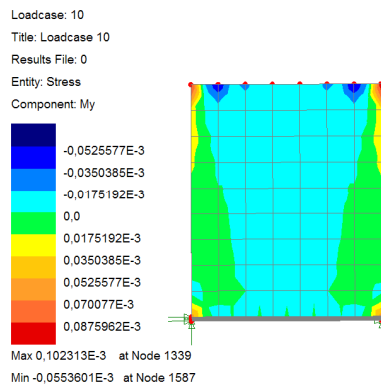 Loadcase: 10
Title: Loadcase 10
Results File: 0
Entity: Stress
Component: My
-0,0525577E-3
-0,0350385E-3
-0,0175192E-3
0,0
0,0175192E-3
0,0350385E-3
0,0525577E-3
0,070077E-3
0,0875962E-3
Max 0,102313E-3 at Node 1339
Min -0,0553601E-3 at Node 1587